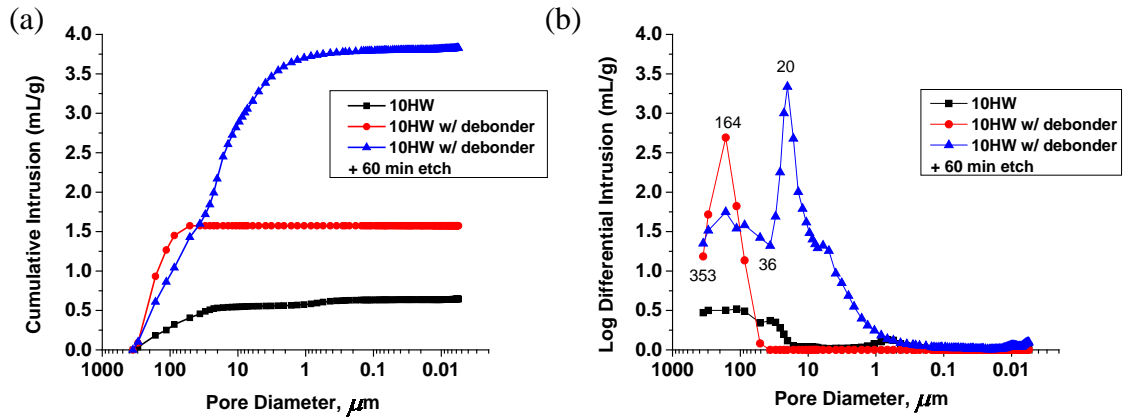 (a)
Cumulative Intrusion (mL/g)
4.0
3.5
3.0
2.5
2.0
1.5
1.0
0.5
0.0
1000 100 10 1 0.1 0.01
Pore Diameter, μm
10HW
10HW w/ debonder
10HW w/ debonder
+ 60 min etch
(b)
Log Differential Intrusion (mL/g)
4.0
3.5
3.0
2.5
2.0
1.5
1.0
0.5
0.0
1000 100 10 1 0.1 0.01
Pore Diameter, μm
20
164
353
36
10HW
10HW w/ debonder
10HW w/ debonder
+ 60 min etch